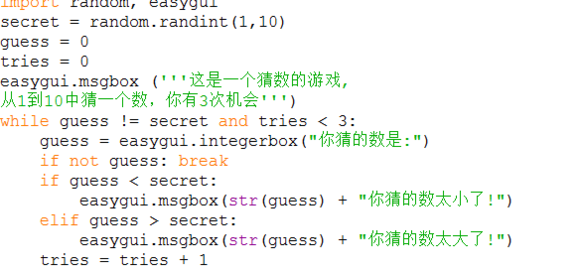 import random, easygui
secret = random.randint(1,10)
guess = 0
tries = 0
easygui.msgbox ('''这是一个猜数的游戏,
从1到10中猜一个数，你有3次机会''')
while guess != secret and tries < 3:
    guess = easygui.integerbox("你猜的数是:")
    if not guess: break
    if guess < secret:
        easygui.msgbox(str(guess) + "你猜的数太小了!")
    elif guess > secret:
        easygui.msgbox(str(guess) + "你猜的数太大了!")
    tries = tries + 1